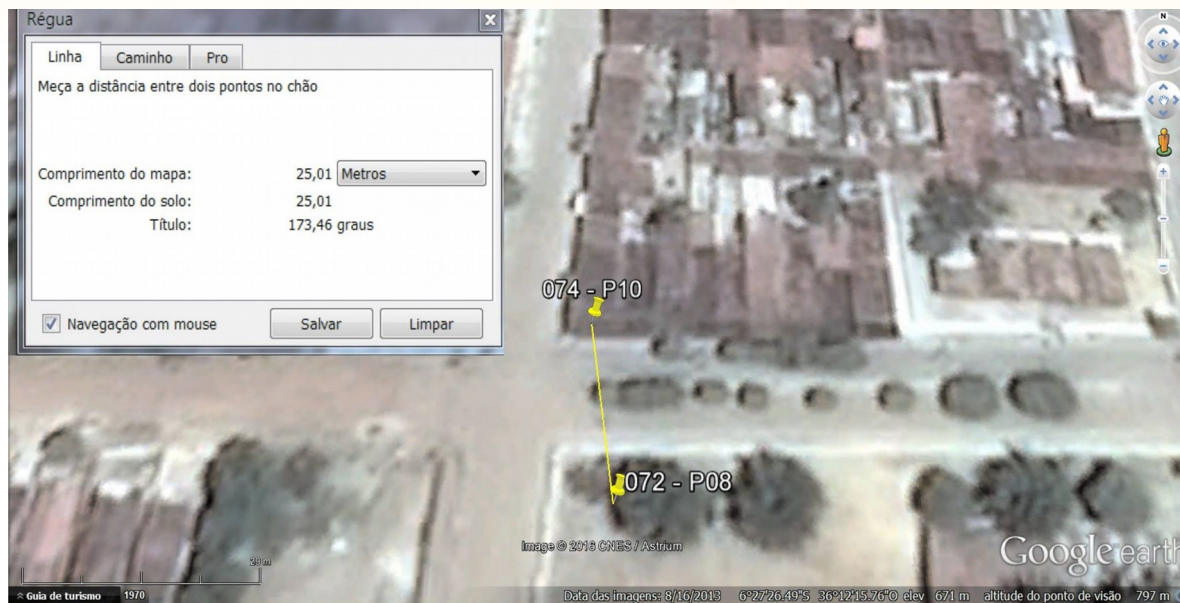 Régua
Linha Caminho Pro
Meça a distância entre dois pontos no chão
Comprimento do mapa: 25,01 Metros
Comprimento do solo: 25,01
Título: 173,46 graus
Navegação com mouse Salvar Limpar
N
074 - P10
072 - P08
Image © 2016 CNES / Astrium
Google earth
29 m
Guia de turismo 1970 Data das imagens: 8/16/2013 6°27'26.49"S 36°12'15.76"O elev 671 m altitude do ponto de visão 797 m